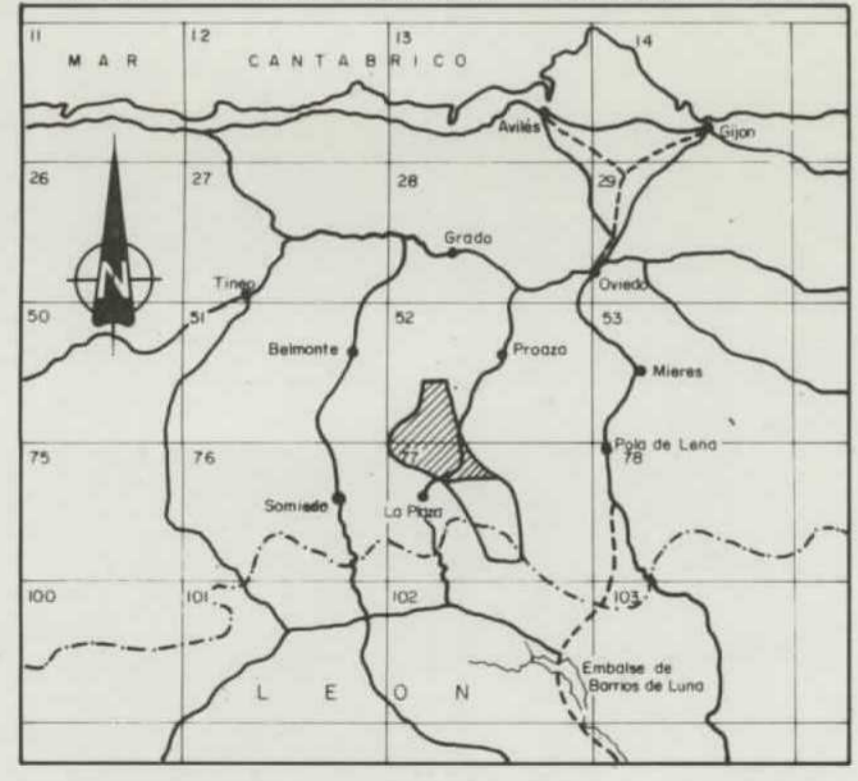 11
12
13
14
MAR CANTABRICO
Avilés
Gijon
26
27
28
29
N
Grado
Tineo
Oviedo
50
51
52
53
Belmonte
Proaza
Mieres
75
76
77
78
Pola de Lena
Somiedo
La Plaza
100
101
102
103
Embalse de
Barrios de Luna
LEON